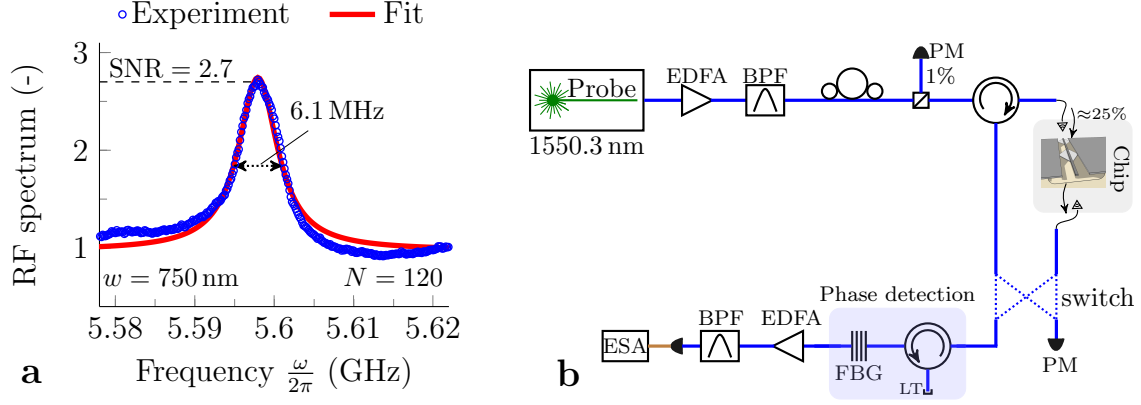 Experiment Fit
RF spectrum (-)
3
2
1
SNR = 2.7
6.1 MHz
w = 750 nm
N = 120
5.58 5.59 5.6 5.61 5.62
Frequency ω/2π (GHz)
a
Probe
1550.3 nm
EDFA
BPF
PM
1%
≈25%
Chip
switch
PM
Phase detection
FBG
LT
EDFA
BPF
ESA
b